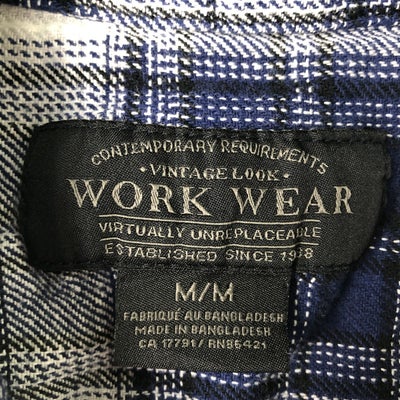 CONTEMPORARY REQUIREMENTS
• VINTAGE LOOK •
WORK WEAR
VIRTUALLY UNREPLACEABLE
ESTABLISHED SINCE 1968
M/M
FABRIQUÉ AU BANGLADESH
MADE IN BANGLADESH
CA 17791 / RN85421